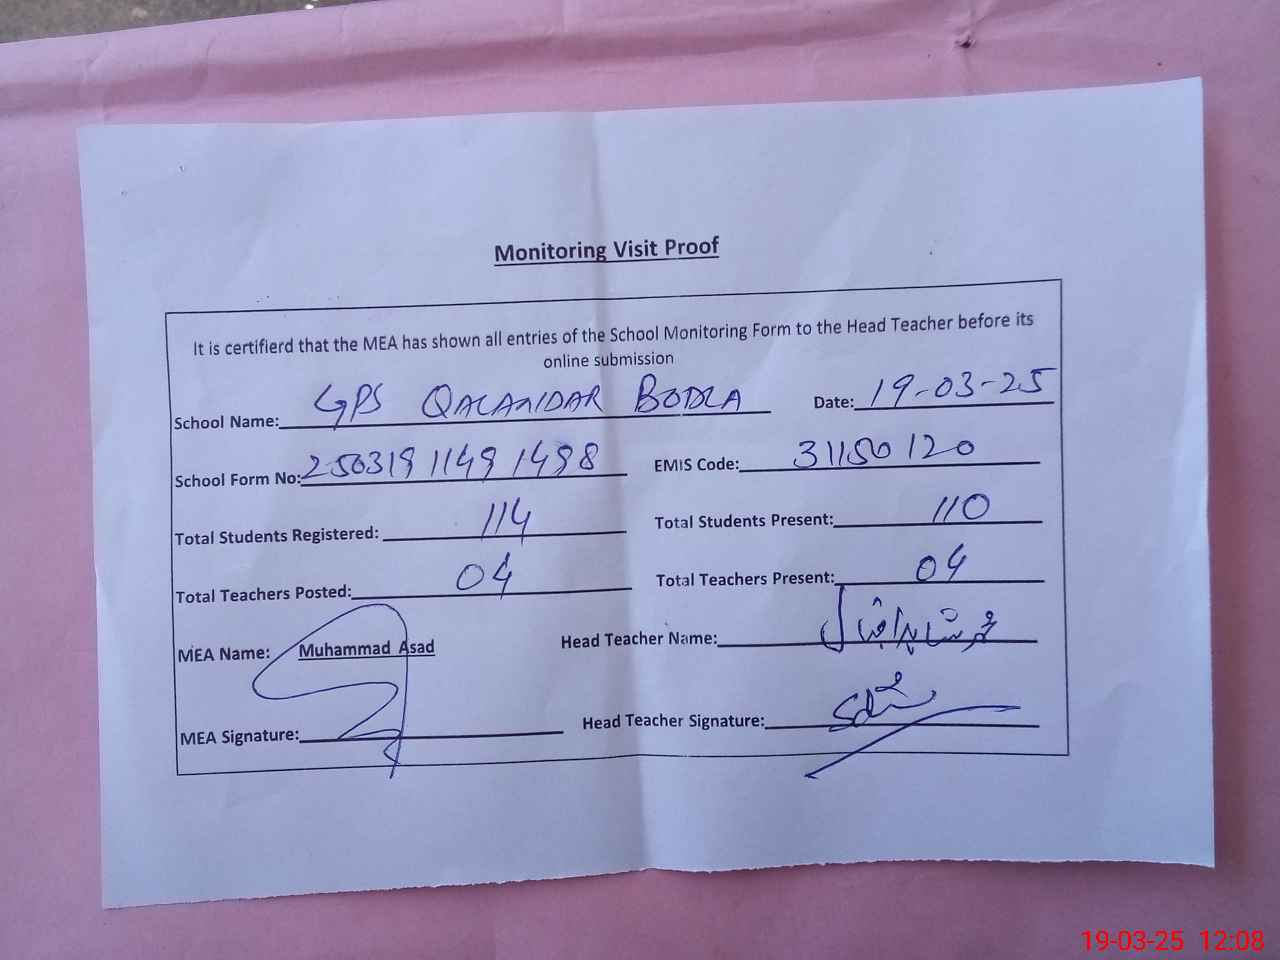 Monitoring Visit Proof
It is certifierd that the MEA has shown all entries of the School Monitoring Form to the Head Teacher before its
online submission
School Name: GPS QALANDAR BODLA Date: 19-03-25
School Form No: 250319 1149 1498 EMIS Code: 31150120
Total Students Registered: 114 Total Students Present: 110
Total Teachers Posted: 04 Total Teachers Present: 04
MEA Name: Muhammad Asad Head Teacher Name:
MEA Signature: Head Teacher Signature:
19-03-25 12:08